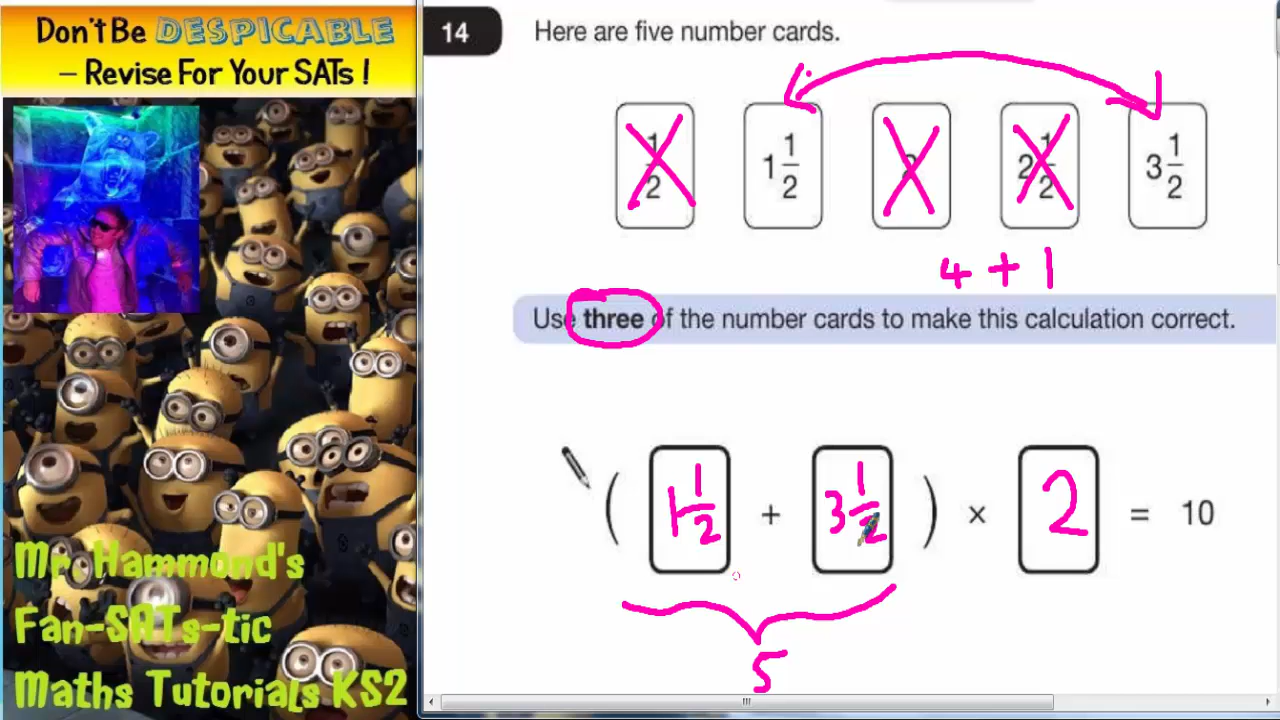 Don't Be DESPICABLE
– Revise For Your SATs !
Mr. Hammond's
Fan-SATs-tic
Maths Tutorials KS2
14
Here are five number cards.
1/2 1 1/2 2 2 1/2 3 1/2
4 + 1
Use three of the number cards to make this calculation correct.
( 1 1/2 + 3 1/2 ) × 2 = 10
5